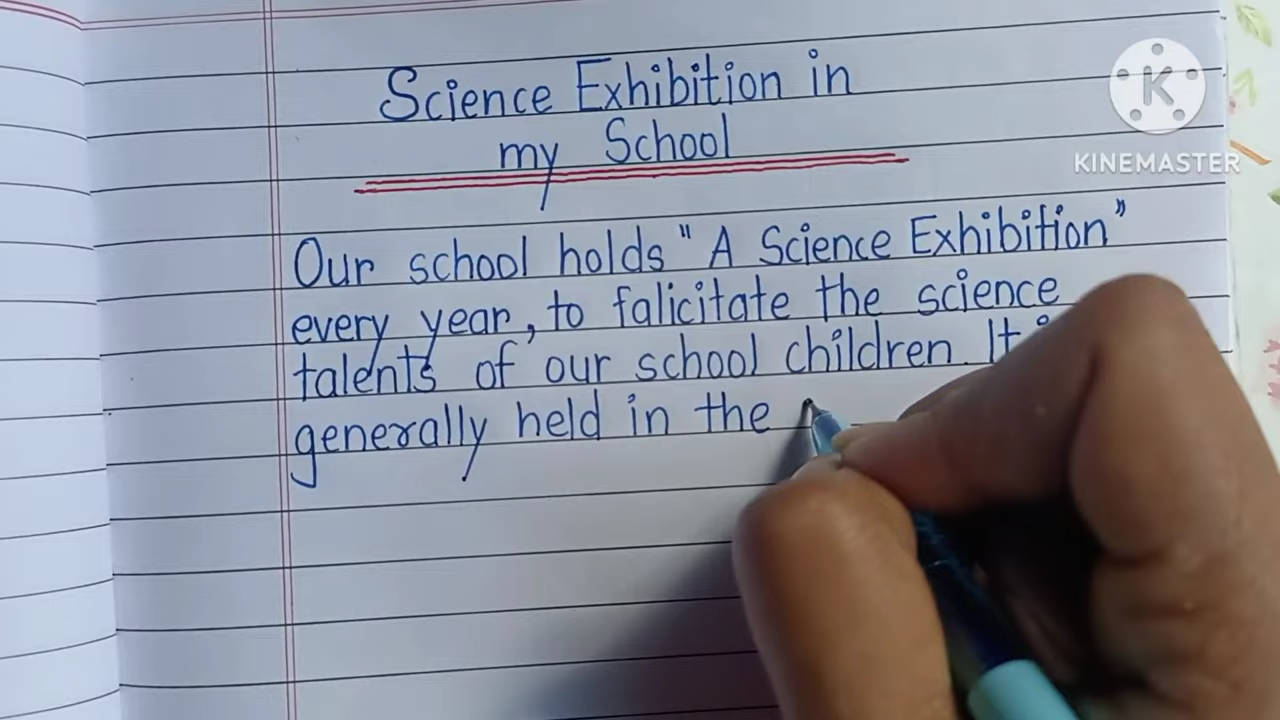 Science Exhibition in
my School
Our school holds "A Science Exhibition"
every year, to falicitate the science
talents of our school children. It
generally held in the
KINEMASTER